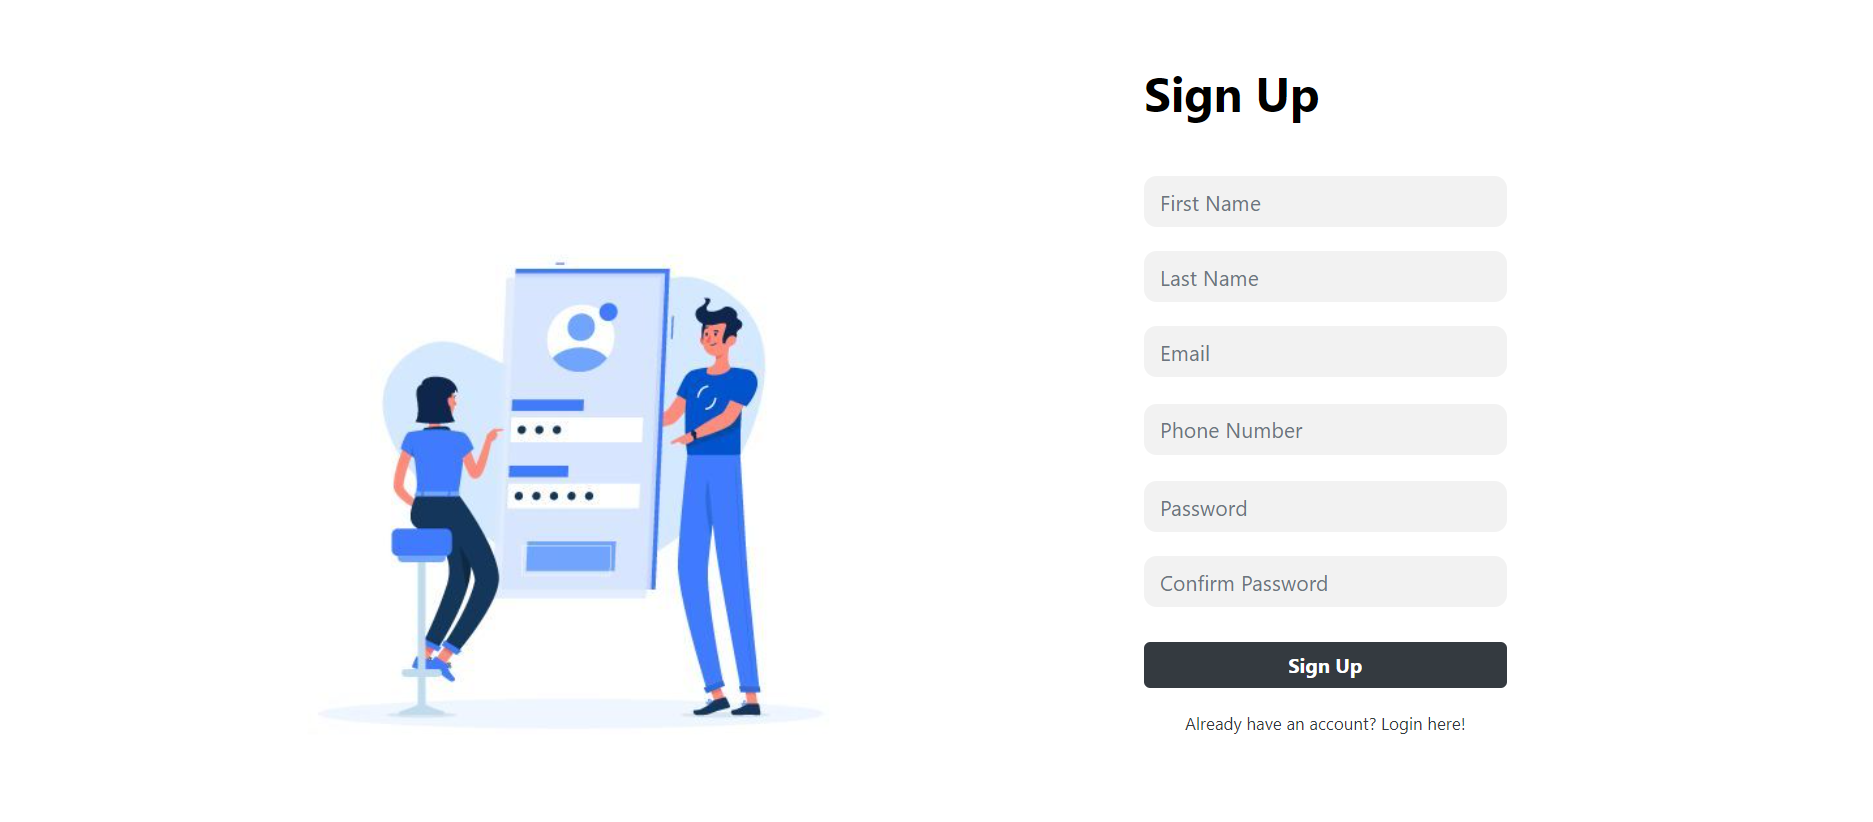 Sign Up
First Name
Last Name
Email
Phone Number
Password
Confirm Password
Sign Up
Already have an account? Login here!